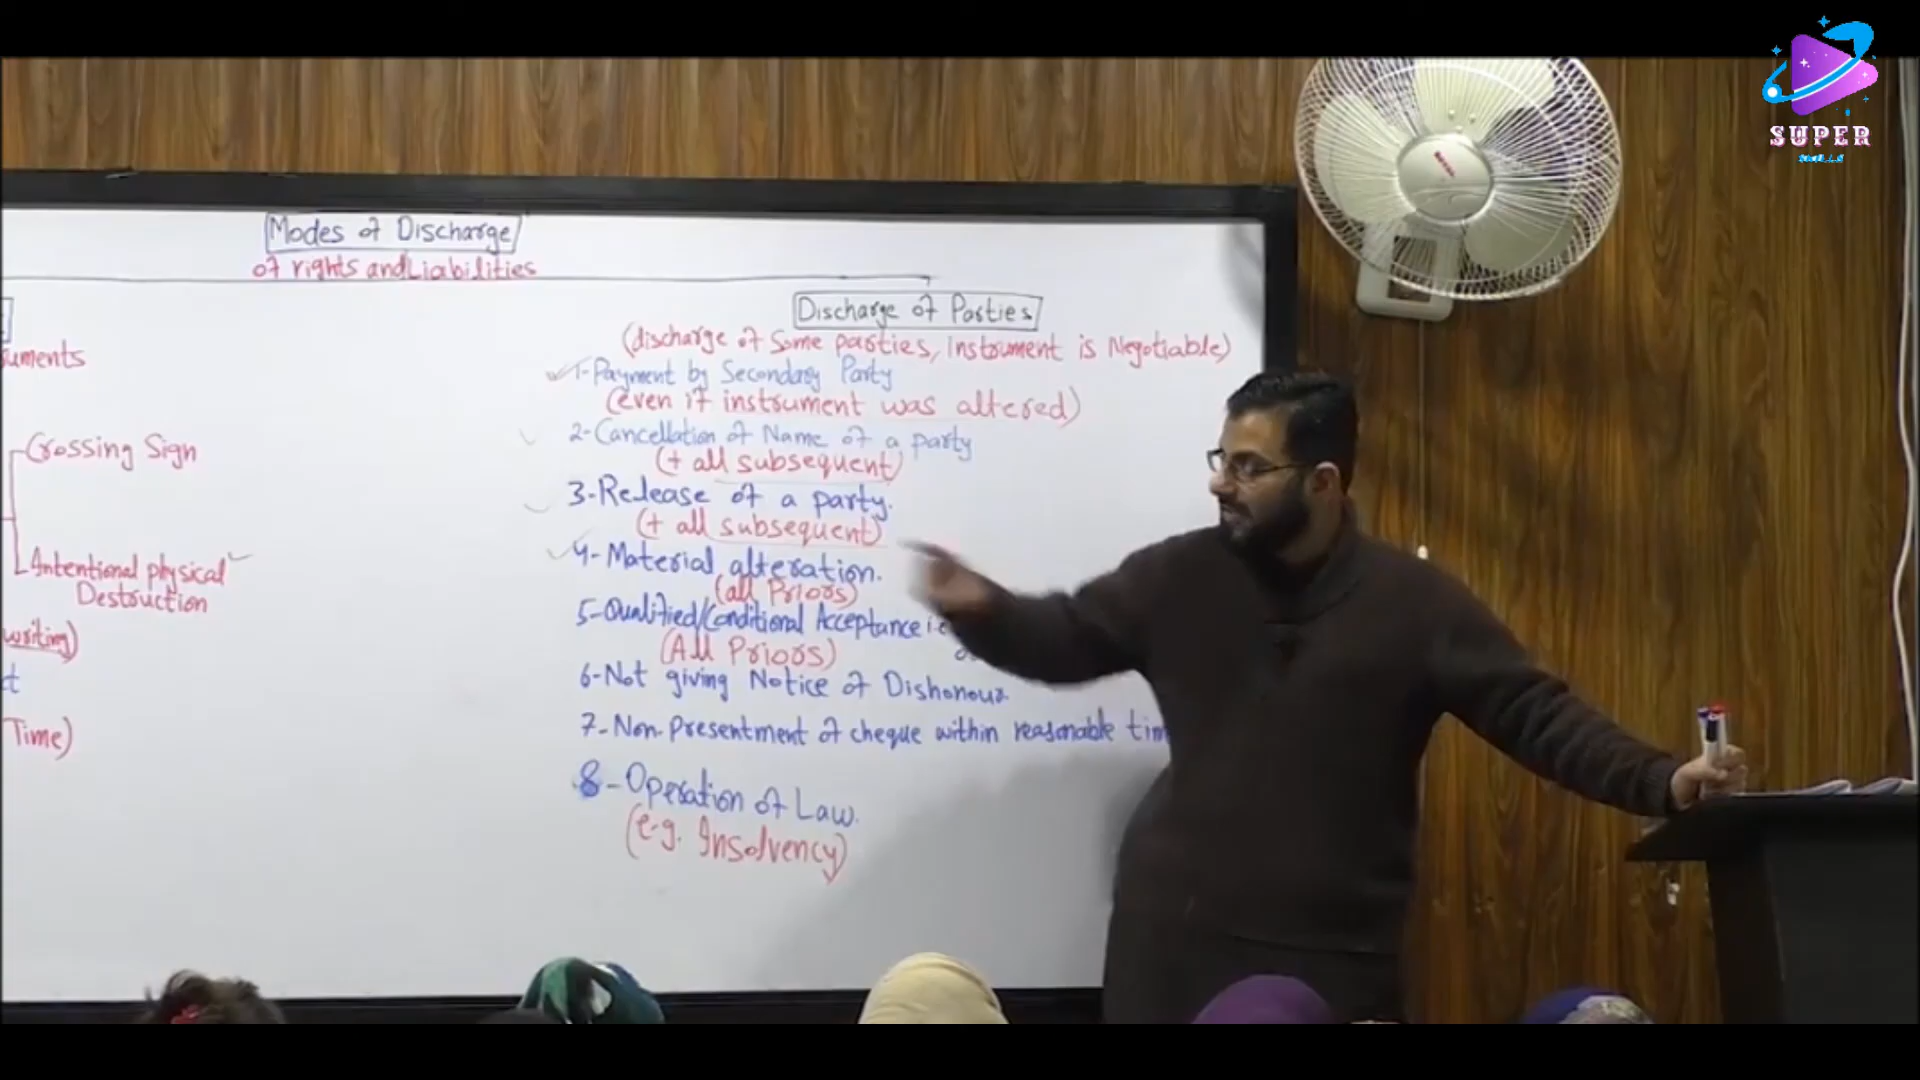 SUPER
Modes of Discharge
of rights and Liabilities
uments
Crossing Sign
Intentional physical
Destruction
writing)
t
Time)
Discharge of Parties
(discharge of Some parties, Instrument is Negotiable)
1-Payment by Secondary Party
(even if instrument was altered)
2-Cancellation of Name of a party
(+ all subsequent)
3-Release of a party.
(+ all subsequent)
4-Material alteration.
(all Priors)
5-Qualified/Conditional Acceptance i.e
(All Priors)
6-Not giving Notice of Dishonour.
7-Non-Presentment of cheque within reasonable tim
8-Operation of Law.
(e.g. Insolvency)